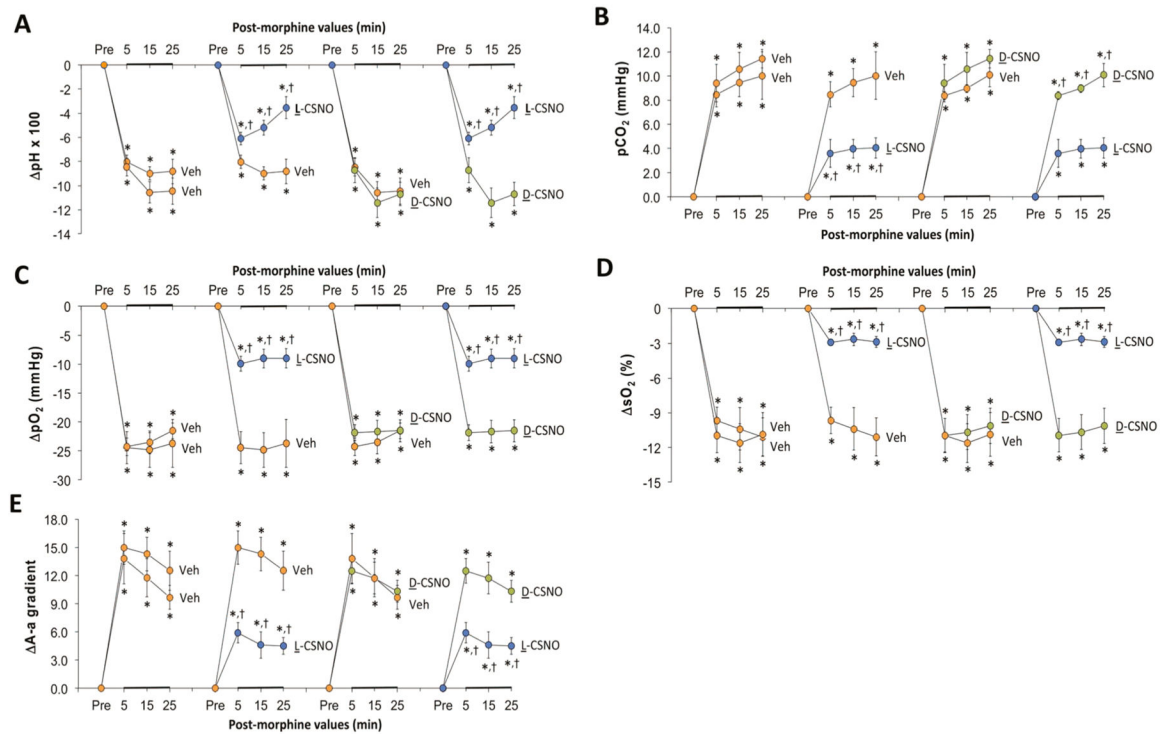 A
Post-morphine values (min)
Pre 5 15 25 Pre 5 15 25 Pre 5 15 25 Pre 5 15 25
ΔpH x 100
0
-2
-4
-6
-8
-10
-12
-14
* * * * * *
Veh
Veh
*,† *,† *,†
L-CSNO
Veh
* * *
* * *
Veh
D-CSNO
* * *
*,† *,† *,†
L-CSNO
D-CSNO
* * *
B
pCO2 (mmHg)
14.0
12.0
10.0
8.0
6.0
4.0
2.0
0.0
* * *
Veh
Veh
* * *
* * *
Veh
L-CSNO
*,† *,† *,†
* * *
D-CSNO
Veh
* * *
*,† *,† *,†
D-CSNO
L-CSNO
* * *
Pre 5 15 25 Pre 5 15 25 Pre 5 15 25 Pre 5 15 25
Post-morphine values (min)
C
Post-morphine values (min)
Pre 5 15 25 Pre 5 15 25 Pre 5 15 25 Pre 5 15 25
ΔpO2 (mmHg)
0
-5
-10
-15
-20
-25
-30
* * *
Veh
Veh
* * *
*,† *,† *,†
L-CSNO
Veh
* * *
* * *
D-CSNO
Veh
* * *
*,† *,† *,†
L-CSNO
D-CSNO
* * *
D
Post-morphine values (min)
Pre 5 15 25 Pre 5 15 25 Pre 5 15 25 Pre 5 15 25
ΔsO2 (%)
0
-3
-6
-9
-12
-15
* * *
Veh
Veh
* * *
*,† *,† *,†
L-CSNO
Veh
* * *
* * *
D-CSNO
Veh
* * *
*,† *,† *,†
L-CSNO
D-CSNO
* * *
E
ΔA-a gradient
18.0
15.0
12.0
9.0
6.0
3.0
0.0
* * *
Veh
Veh
* * *
* * *
Veh
*,† *,† *,†
L-CSNO
* * *
D-CSNO
Veh
* * *
* * *
D-CSNO
L-CSNO
*,† *,† *,†
Pre 5 15 25 Pre 5 15 25 Pre 5 15 25 Pre 5 15 25
Post-morphine values (min)